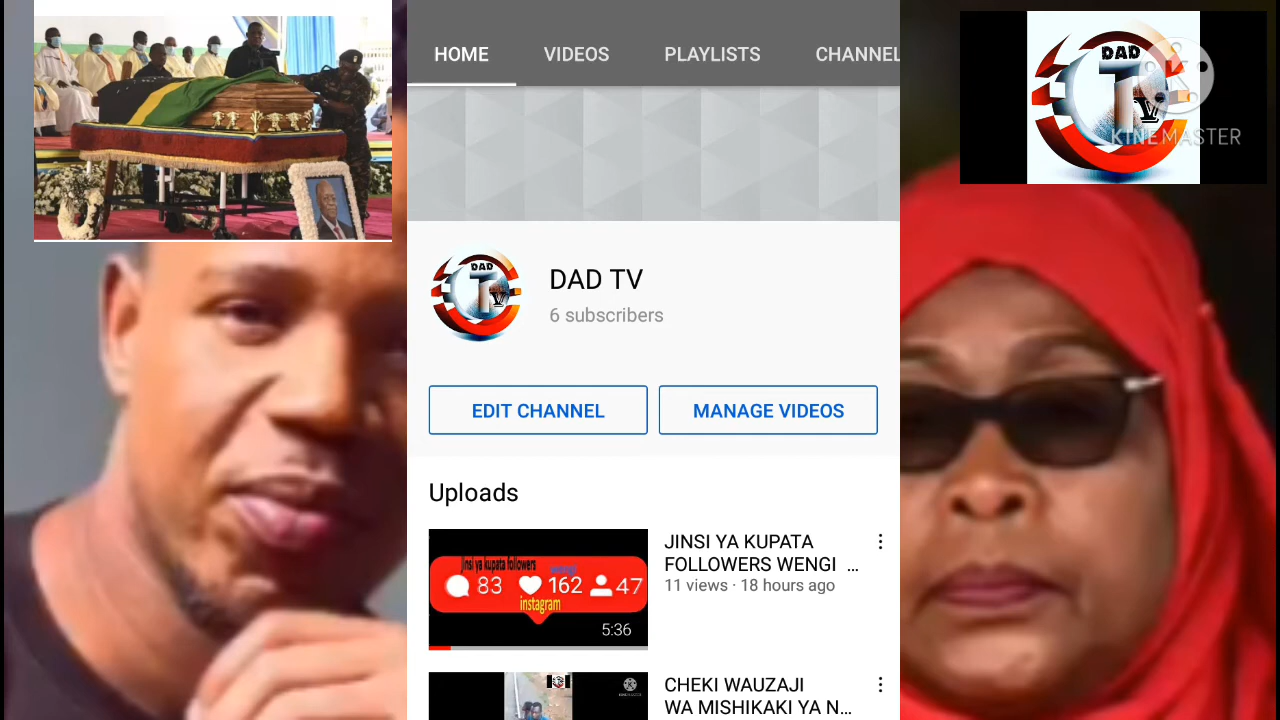 HOME VIDEOS PLAYLISTS CHANNEL
DAD
T
V
KINEMASTER
DAD
T V
DAD TV
6 subscribers
EDIT CHANNEL MANAGE VIDEOS
Uploads
Jinsi ya kupata followers
83 162 47
instagram
5:36
JINSI YA KUPATA
FOLLOWERS WENGI ...
11 views · 18 hours ago
CHEKI WAUZAJI
WA MISHIKAKI YA N...